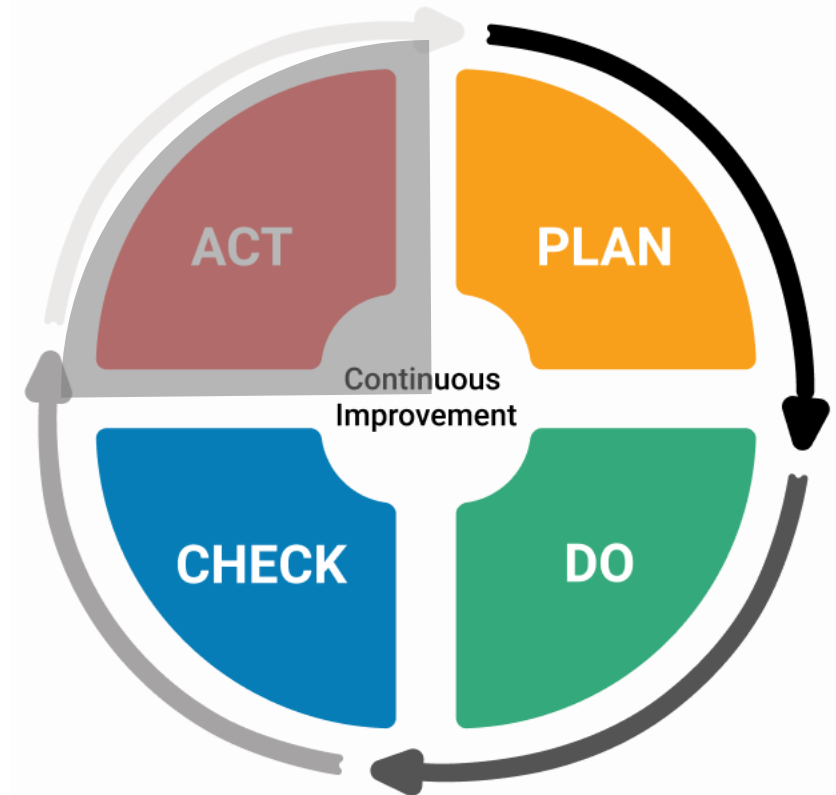 ACT
PLAN
Continuous
Improvement
CHECK
DO